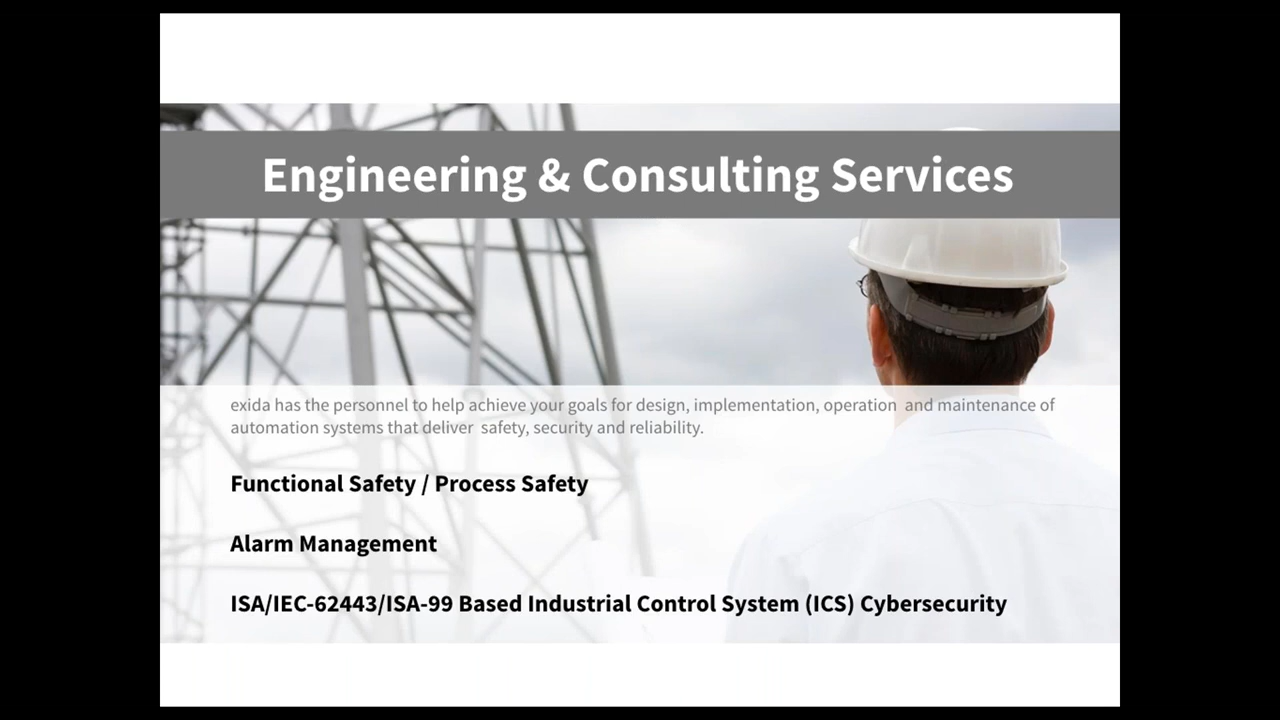 Engineering & Consulting Services
exida has the personnel to help achieve your goals for design, implementation, operation and maintenance of
automation systems that deliver safety, security and reliability.
Functional Safety / Process Safety
Alarm Management
ISA/IEC-62443/ISA-99 Based Industrial Control System (ICS) Cybersecurity